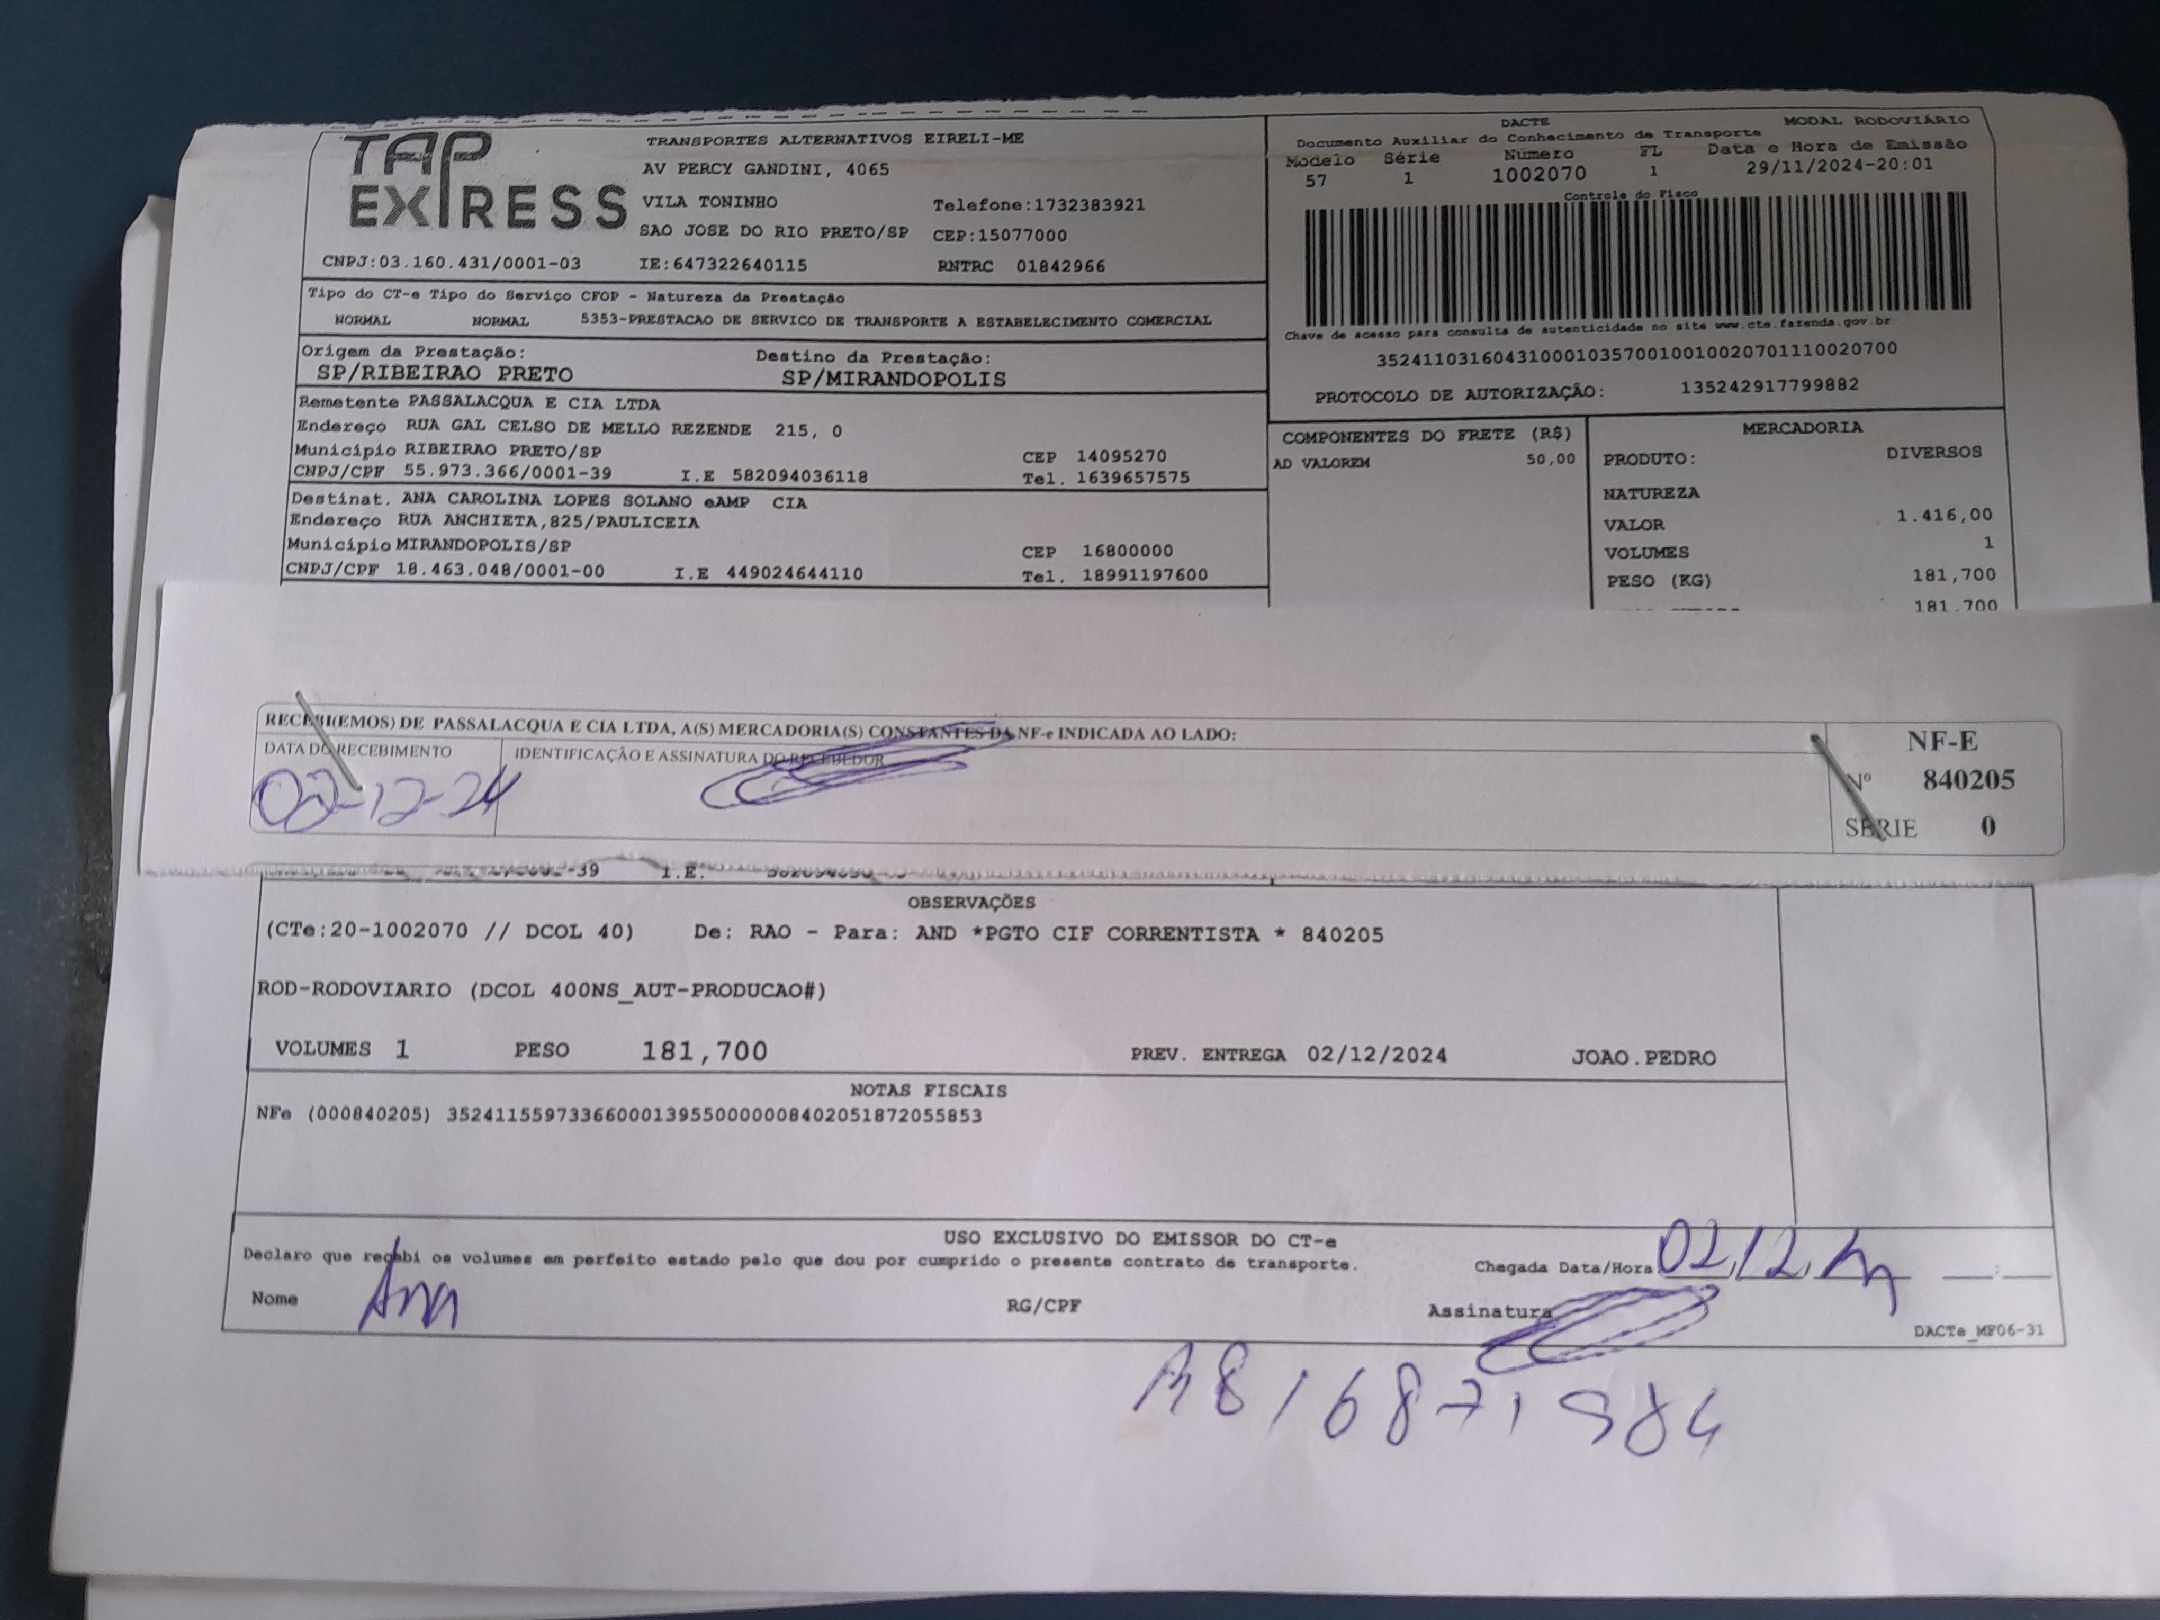 TAP EXPRESS
TRANSPORTES ALTERNATIVOS EIRELI-ME
AV PERCY GANDINI, 4065
VILA TONINHO Telefone:1732383921
SAO JOSE DO RIO PRETO/SP CEP:15077000
CNPJ:03.160.431/0001-03 IE:647322640115 RNTRC 01842966
DACTE MODAL RODOVIÁRIO
Documento Auxiliar do Conhecimento de Transporte
Modelo Série Número FL Data e Hora de Emissão
57 1 1002070 1 29/11/2024-20:01
Controle do Fisco
Chave de acesso para consulta de autenticidade no site www.cte.fazenda.gov.br
35241103160431000103570010010020701110020700
PROTOCOLO DE AUTORIZAÇÃO: 135242917799882
Tipo do CT-e Tipo do Serviço CFOP - Natureza da Prestação
NORMAL NORMAL 5353-PRESTACAO DE SERVICO DE TRANSPORTE A ESTABELECIMENTO COMERCIAL
Origem da Prestação: Destino da Prestação:
SP/RIBEIRAO PRETO SP/MIRANDOPOLIS
Remetente PASSALACQUA E CIA LTDA
Endereço RUA GAL CELSO DE MELLO REZENDE 215, 0
Município RIBEIRAO PRETO/SP CEP 14095270
CNPJ/CPF 55.973.366/0001-39 I.E 582094036118 Tel. 1639657575
Destinat. ANA CAROLINA LOPES SOLANO eAMP CIA
Endereço RUA ANCHIETA,825/PAULICEIA
Município MIRANDOPOLIS/SP CEP 16800000
CNPJ/CPF 18.463.048/0001-00 I.E 449024644110 Tel. 18991197600
COMPONENTES DO FRETE (R$)
AD VALOREM 50,00
MERCADORIA
PRODUTO: DIVERSOS
NATUREZA
VALOR 1.416,00
VOLUMES 1
PESO (KG) 181,700
181,700
RECEBI(EMOS) DE PASSALACQUA E CIA LTDA, A(S) MERCADORIA(S) CONSTANTES DA NF-e INDICADA AO LADO:
DATA DO RECEBIMENTO IDENTIFICAÇÃO E ASSINATURA DO RECEBEDOR
02-12-24
NF-E
Nº 840205
SÉRIE 0
-39 I.E.
OBSERVAÇÕES
(CTe:20-1002070 // DCOL 40) De: RAO - Para: AND *PGTO CIF CORRENTISTA * 840205
ROD-RODOVIARIO (DCOL 400NS_AUT-PRODUCAO#)
VOLUMES 1 PESO 181,700 PREV. ENTREGA 02/12/2024 JOAO.PEDRO
NOTAS FISCAIS
NFe (000840205) 35241155973366000139550000008402051872055853
USO EXCLUSIVO DO EMISSOR DO CT-e
Declaro que recebi os volumes em perfeito estado pelo que dou por cumprido o presente contrato de transporte.
Chegada Data/Hora 02/12/
Nome Ana RG/CPF Assinatura
DACTe_MF06-31